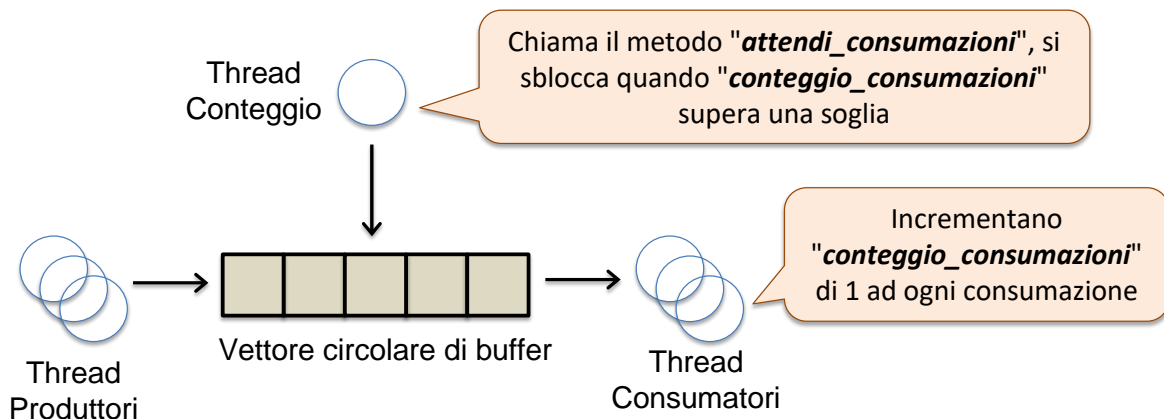 Chiama il metodo "attendi_consumazioni", si
sblocca quando "conteggio_consumazioni"
supera una soglia
Thread
Conteggio
Incrementano
"conteggio_consumazioni"
di 1 ad ogni consumazione
Vettore circolare di buffer
Thread
Produttori
Thread
Consumatori